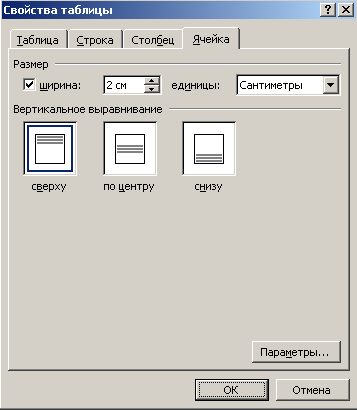 Свойства таблицы
Таблица Строка Столбец Ячейка
Размер
ширина: 2 см единицы: Сантиметры
Вертикальное выравнивание
сверху по центру снизу
Параметры...
ОК Отмена